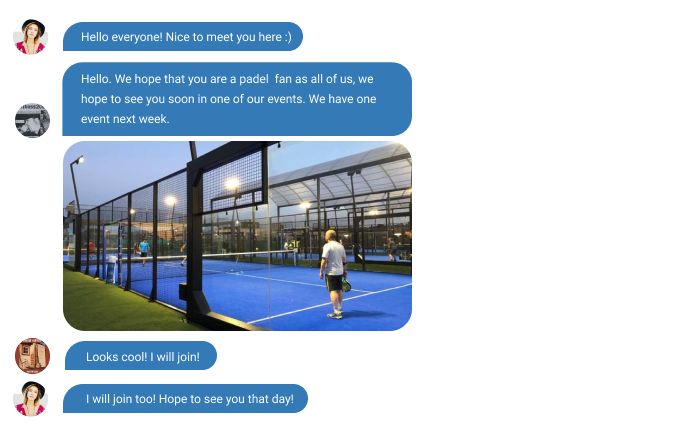 Hello everyone! Nice to meet you here :)
Hello. We hope that you are a padel  fan as all of us, we
hope to see you soon in one of our events. We have one
event next week.
Looks cool! I will join!
I will join too! Hope to see you that day!